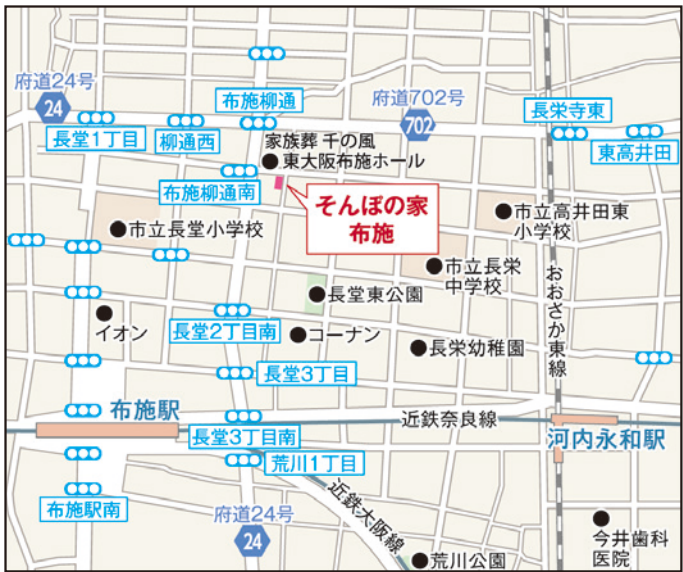 府道24号
24
長堂1丁目
柳通西
布施柳通
府道702号
702
長栄寺東
東高井田
家族葬 千の風
東大阪布施ホール
布施柳通南
そんぽの家
布施
市立長堂小学校
市立高井田東
小学校
市立長栄
中学校
おおさか東線
長堂東公園
イオン
長堂2丁目南
コーナン
長栄幼稚園
長堂3丁目
布施駅
長堂3丁目南
近鉄奈良線
河内永和駅
荒川1丁目
近鉄大阪線
布施駅南
府道24号
24
荒川公園
今井歯科
医院